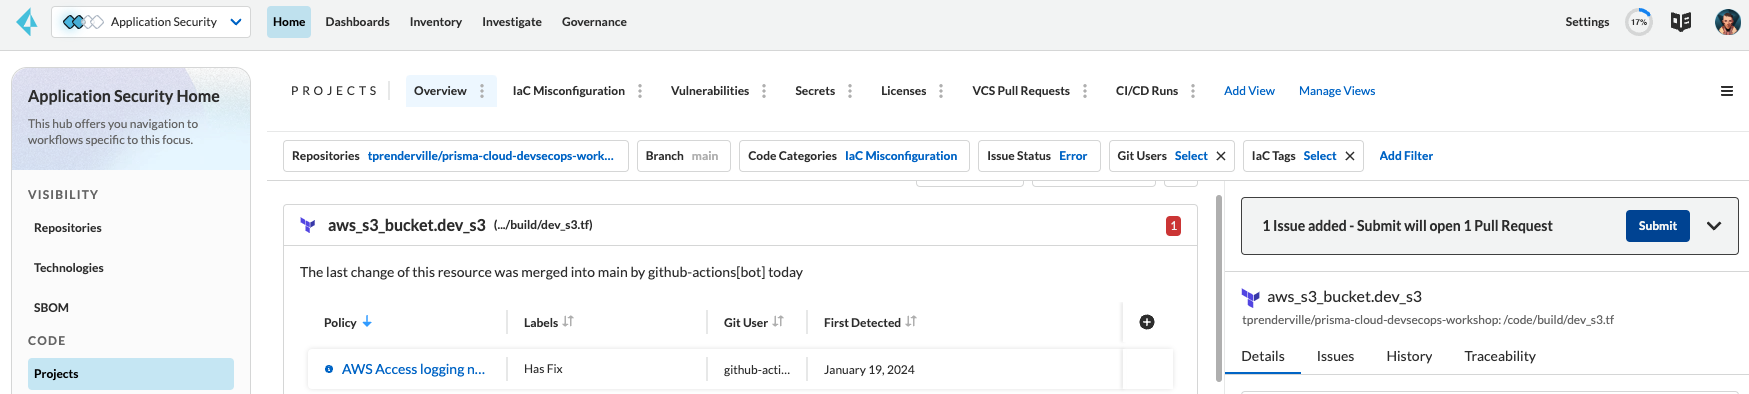 Application Security
Home
Dashboards
Inventory
Investigate
Governance
Settings
17%
Application Security Home
This hub offers you navigation to
workflows specific to this focus.
VISIBILITY
Repositories
Technologies
SBOM
CODE
Projects
PROJECTS
Overview
IaC Misconfiguration
Vulnerabilities
Secrets
Licenses
VCS Pull Requests
CI/CD Runs
Add View
Manage Views
Repositories tprenderville/prisma-cloud-devsecops-work...
Branch main
Code Categories IaC Misconfiguration
Issue Status Error
Git Users Select
IaC Tags Select
Add Filter
aws_s3_bucket.dev_s3 (.../build/dev_s3.tf)
1
The last change of this resource was merged into main by github-actions[bot] today
Policy
Labels
Git User
First Detected
AWS Access logging n...
Has Fix
github-acti...
January 19, 2024
1 Issue added - Submit will open 1 Pull Request
Submit
aws_s3_bucket.dev_s3
tprenderville/prisma-cloud-devsecops-workshop: /code/build/dev_s3.tf
Details
Issues
History
Traceability